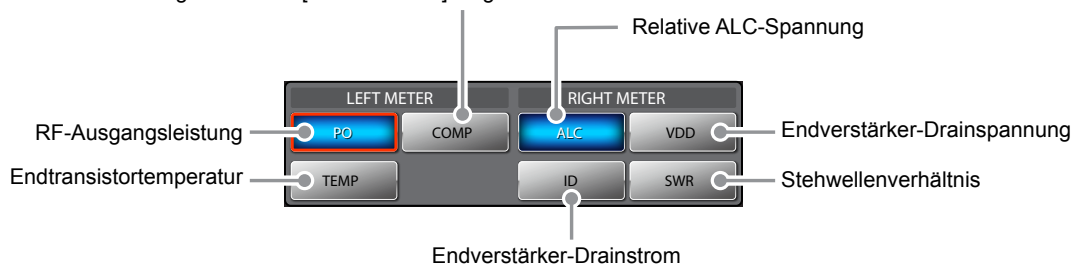 Relative ALC-Spannung
LEFT METER RIGHT METER
RF-Ausgangsleistung PO COMP ALC VDD Endverstärker-Drainspannung
Endtransistortemperatur TEMP ID SWR Stehwellenverhältnis
Endverstärker-Drainstrom